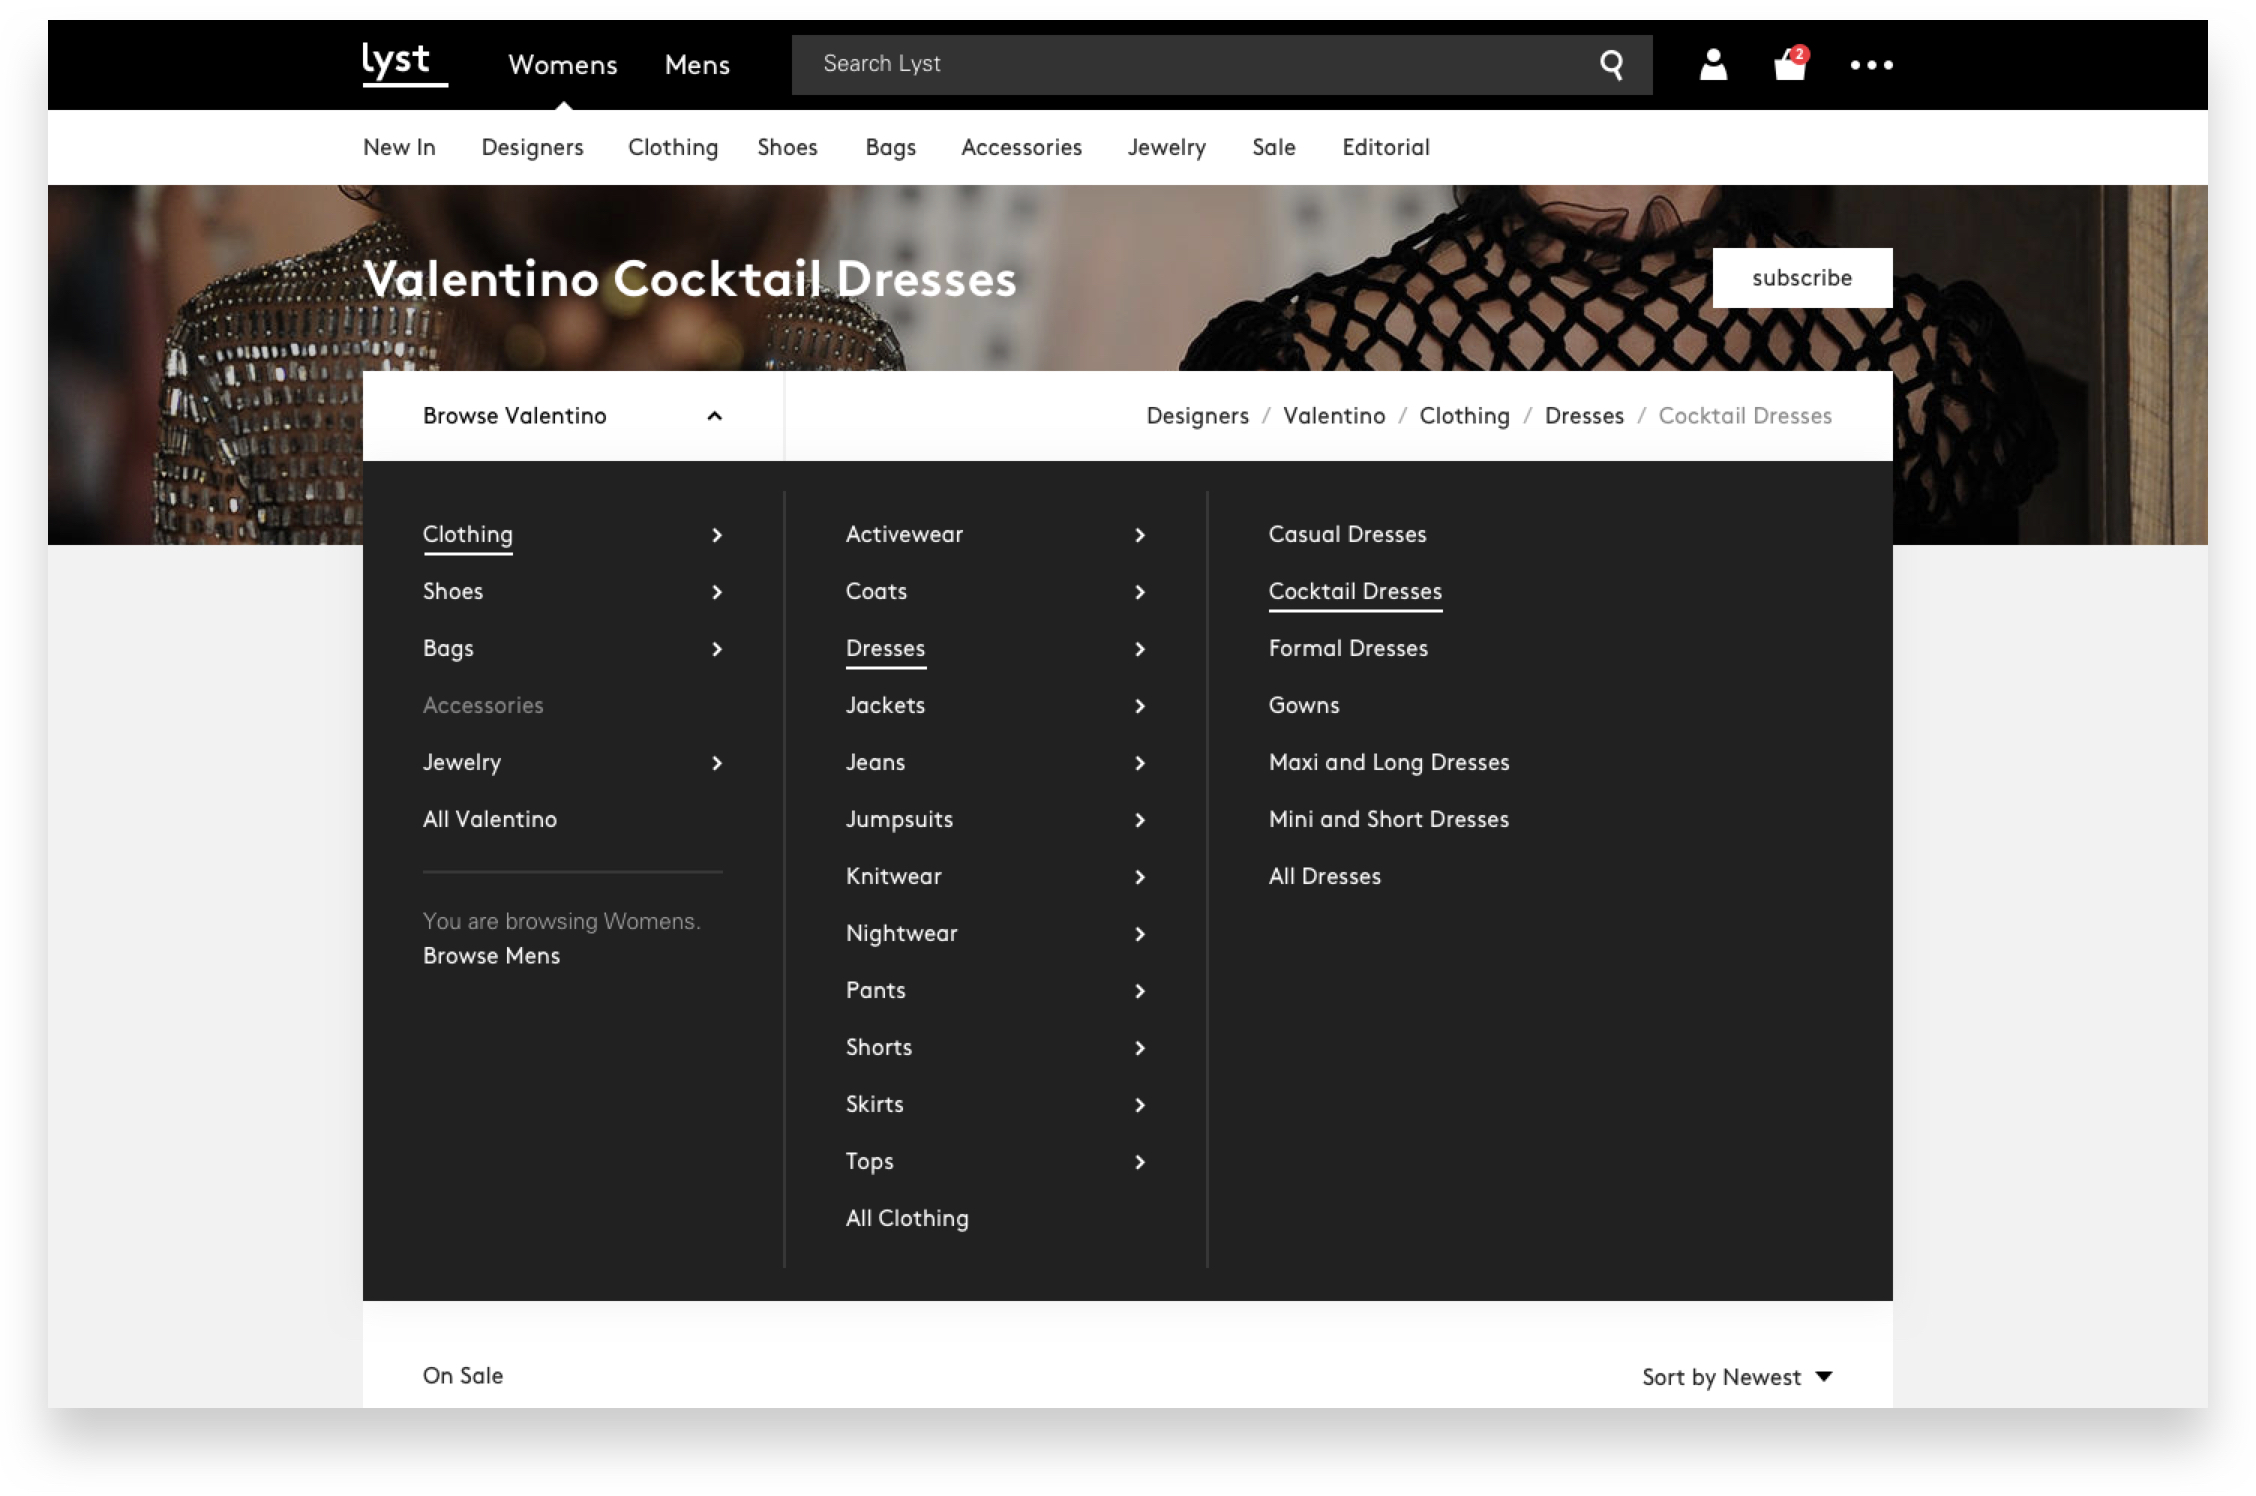 lyst Womens Mens Search Lyst 2
New In Designers Clothing Shoes Bags Accessories Jewelry Sale Editorial
Valentino Cocktail Dresses
subscribe
Browse Valentino
Designers / Valentino / Clothing / Dresses / Cocktail Dresses
Clothing
Shoes
Bags
Accessories
Jewelry
All Valentino
You are browsing Womens.
Browse Mens
Activewear
Coats
Dresses
Jackets
Jeans
Jumpsuits
Knitwear
Nightwear
Pants
Shorts
Skirts
Tops
All Clothing
Casual Dresses
Cocktail Dresses
Formal Dresses
Gowns
Maxi and Long Dresses
Mini and Short Dresses
All Dresses
On Sale
Sort by Newest